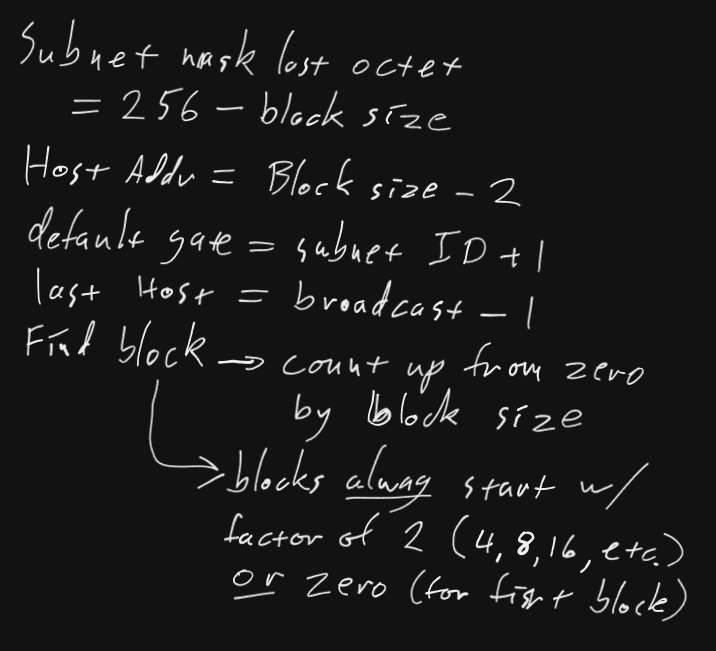 Subnet mask last octet
= 256 - block size
Host Addr = Block size - 2
default gate = subnet ID + 1
last Host = broadcast - 1
Find block → count up from zero
by block size
→ blocks alway start w/
factor of 2 (4, 8, 16, etc.)
or zero (for first block)